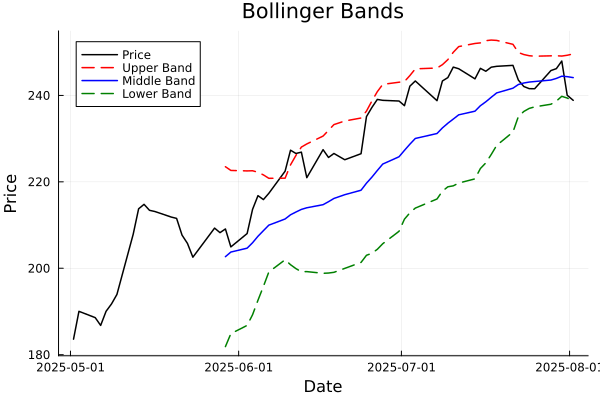 Bollinger Bands
Price
Upper Band
Middle Band
Lower Band
240
220
200
180
Price
2025-05-01 2025-06-01 2025-07-01 2025-08-01
Date